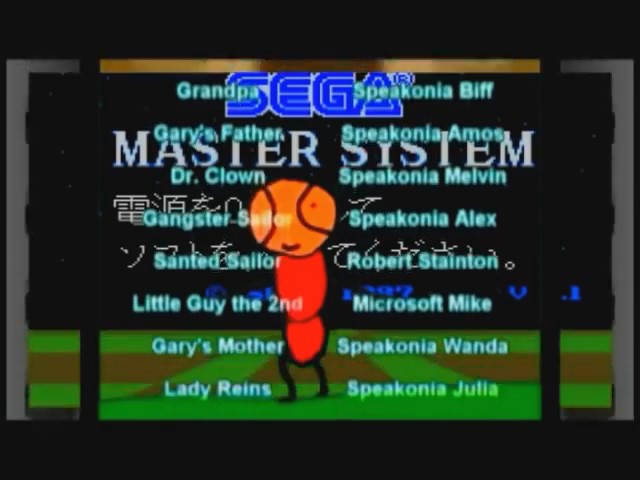 SEGA®
Grandpa Speakonia Biff
MASTER SYSTEM
Gary's Father Speakonia Amos
Dr. Clown Speakonia Melvin
電源を
て
Gangster Sailor Speakonia Alex
Santed Sailor Robert Stainton
ソフトを
てください。
Little Guy the 2nd Microsoft Mike
Gary's Mother Speakonia Wanda
Lady Reins Speakonia Julia